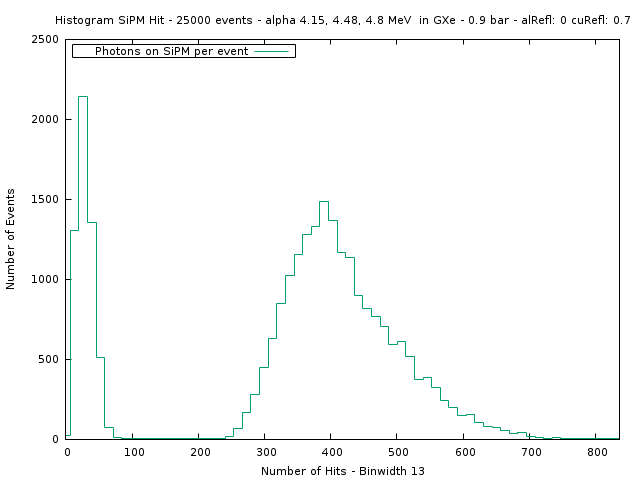 Histogram SiPM Hit - 25000 events - alpha 4.15, 4.48, 4.8 MeV  in GXe - 0.9 bar - alRefl: 0 cuRefl: 0.7
Photons on SiPM per event
2500
2000
1500
1000
500
0
Number of Events
0 100 200 300 400 500 600 700 800
Number of Hits - Binwidth 13